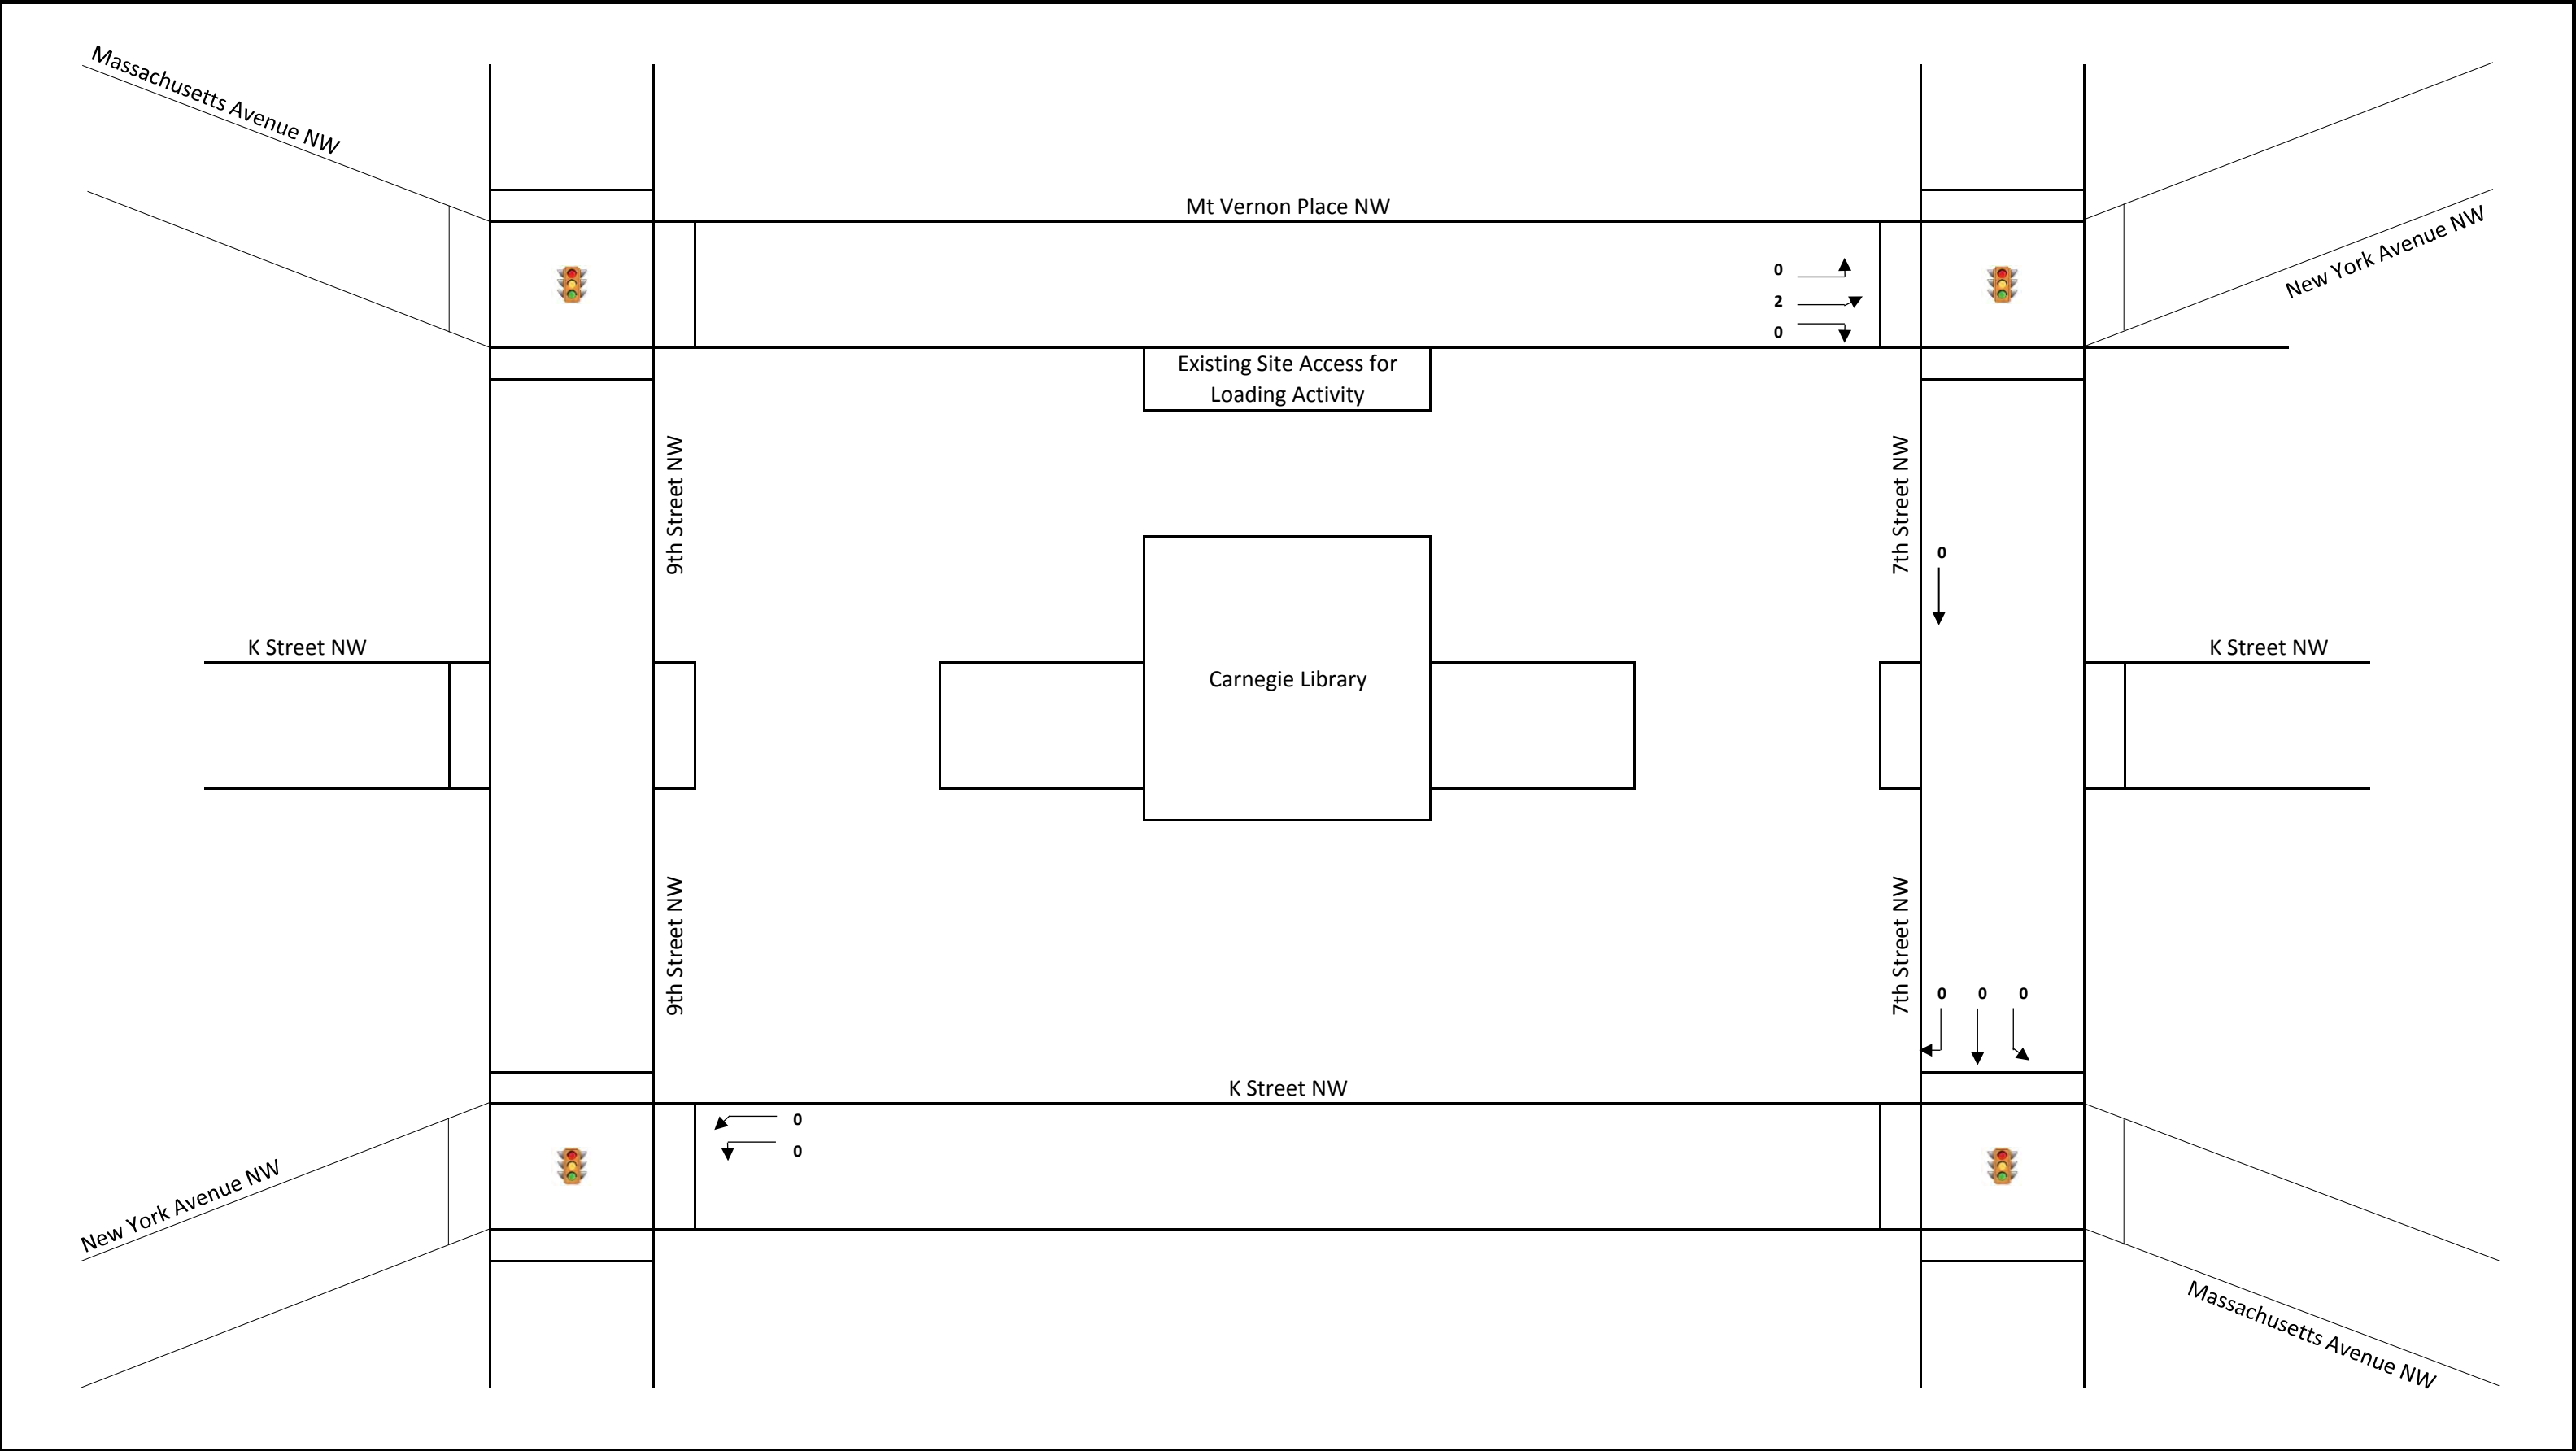 Massachusetts Avenue NW
Mt Vernon Place NW
New York Avenue NW
0
2
0
Existing Site Access for
Loading Activity
9th Street NW
7th Street NW
0
K Street NW
K Street NW
Carnegie Library
9th Street NW
7th Street NW
0 0 0
K Street NW
0
0
New York Avenue NW
Massachusetts Avenue NW